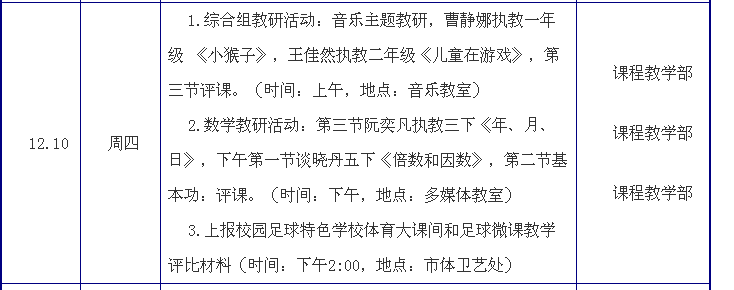 12.10
周四
1.综合组教研活动：音乐主题教研，曹静娜执教一年
级 《小猴子》，王佳然执教二年级《儿童在游戏》，第
三节评课。（时间：上午，地点：音乐教室）
2.数学教研活动：第三节阮奕凡执教三下《年、月、
日》，下午第一节谈晓丹五下《倍数和因数》，第二节基
本功：评课。（时间：下午，地点：多媒体教室）
3.上报校园足球特色学校体育大课间和足球微课教学
评比材料（时间：下午2:00，地点：市体卫艺处）
课程教学部
课程教学部
课程教学部